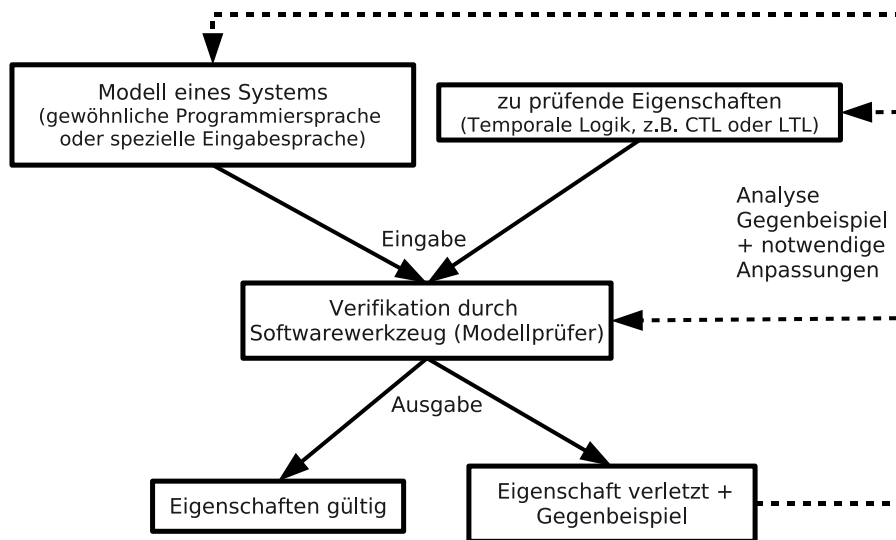 Modell eines Systems
(gewöhnliche Programmiersprache
oder spezielle Eingabesprache)
zu prüfende Eigenschaften
(Temporale Logik, z.B. CTL oder LTL)
Analyse
Gegenbeispiel
+ notwendige
Anpassungen
Eingabe
Verifikation durch
Softwarewerkzeug (Modellprüfer)
Ausgabe
Eigenschaften gültig
Eigenschaft verletzt +
Gegenbeispiel